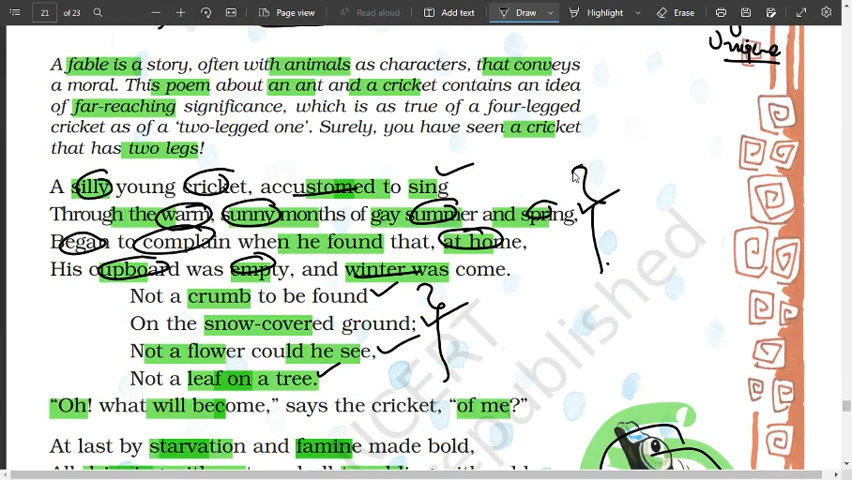 21 of 23
Page view
Read aloud
Add text
Draw
Highlight
Erase
Unique
A fable is a story, often with animals as characters, that conveys
a moral. This poem about an ant and a cricket contains an idea
of far-reaching significance, which is as true of a four-legged
cricket as of a ‘two-legged one’. Surely, you have seen a cricket
that has two legs!
A silly young cricket, accustomed to sing
Through the warm, sunny months of gay summer and spring,
Began to complain when he found that, at home,
His cupboard was empty, and winter was come.
Not a crumb to be found
On the snow-covered ground;
Not a flower could he see,
Not a leaf on a tree.
“Oh! what will become,” says the cricket, “of me?”
At last by starvation and famine made bold,
NCERT
republished